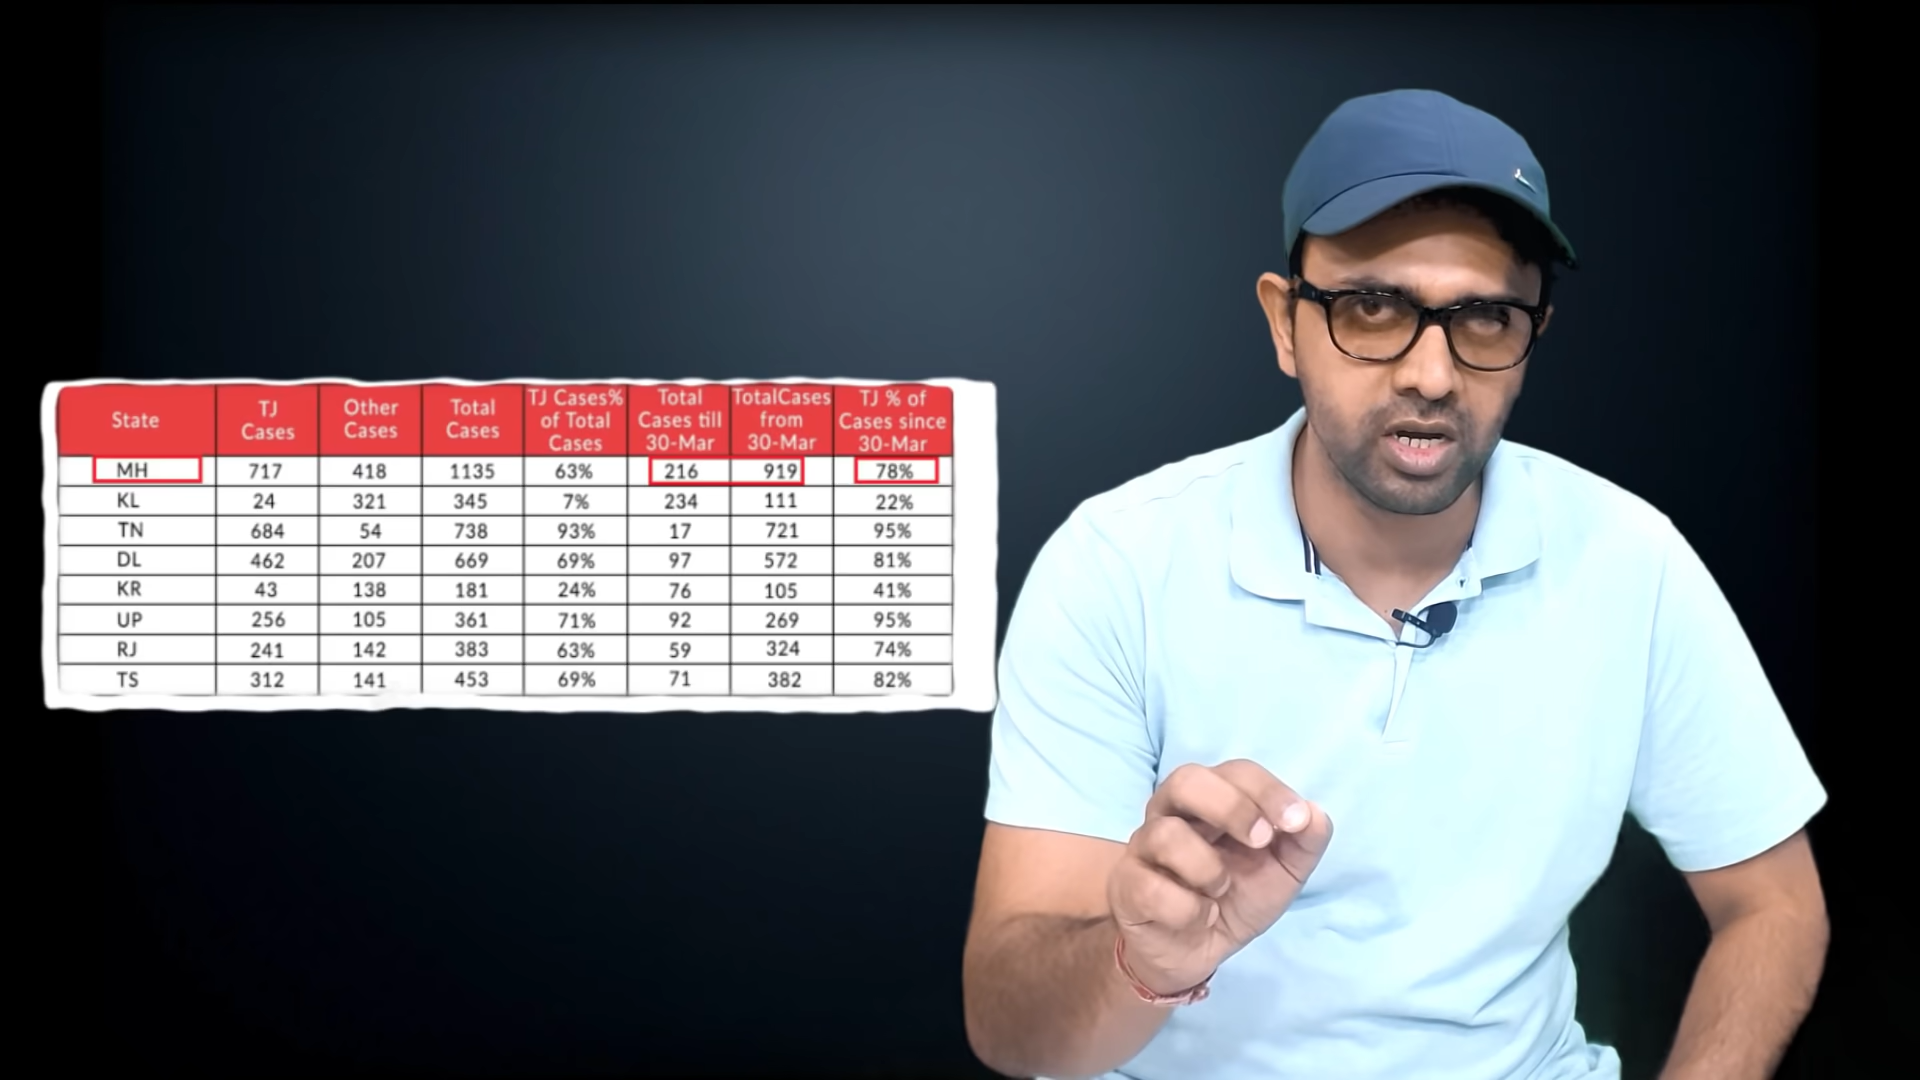 State | TJ Cases | Other Cases | Total Cases | TJ Cases% of Total Cases | Total Cases till 30-Mar | TotalCases from 30-Mar | TJ % of Cases since 30-Mar
MH | 717 | 418 | 1135 | 63% | 216 | 919 | 78%
KL | 24 | 321 | 345 | 7% | 234 | 111 | 22%
TN | 684 | 54 | 738 | 93% | 17 | 721 | 95%
DL | 462 | 207 | 669 | 69% | 97 | 572 | 81%
KR | 43 | 138 | 181 | 24% | 76 | 105 | 41%
UP | 256 | 105 | 361 | 71% | 92 | 269 | 95%
RJ | 241 | 142 | 383 | 63% | 59 | 324 | 74%
TS | 312 | 141 | 453 | 69% | 71 | 382 | 82%